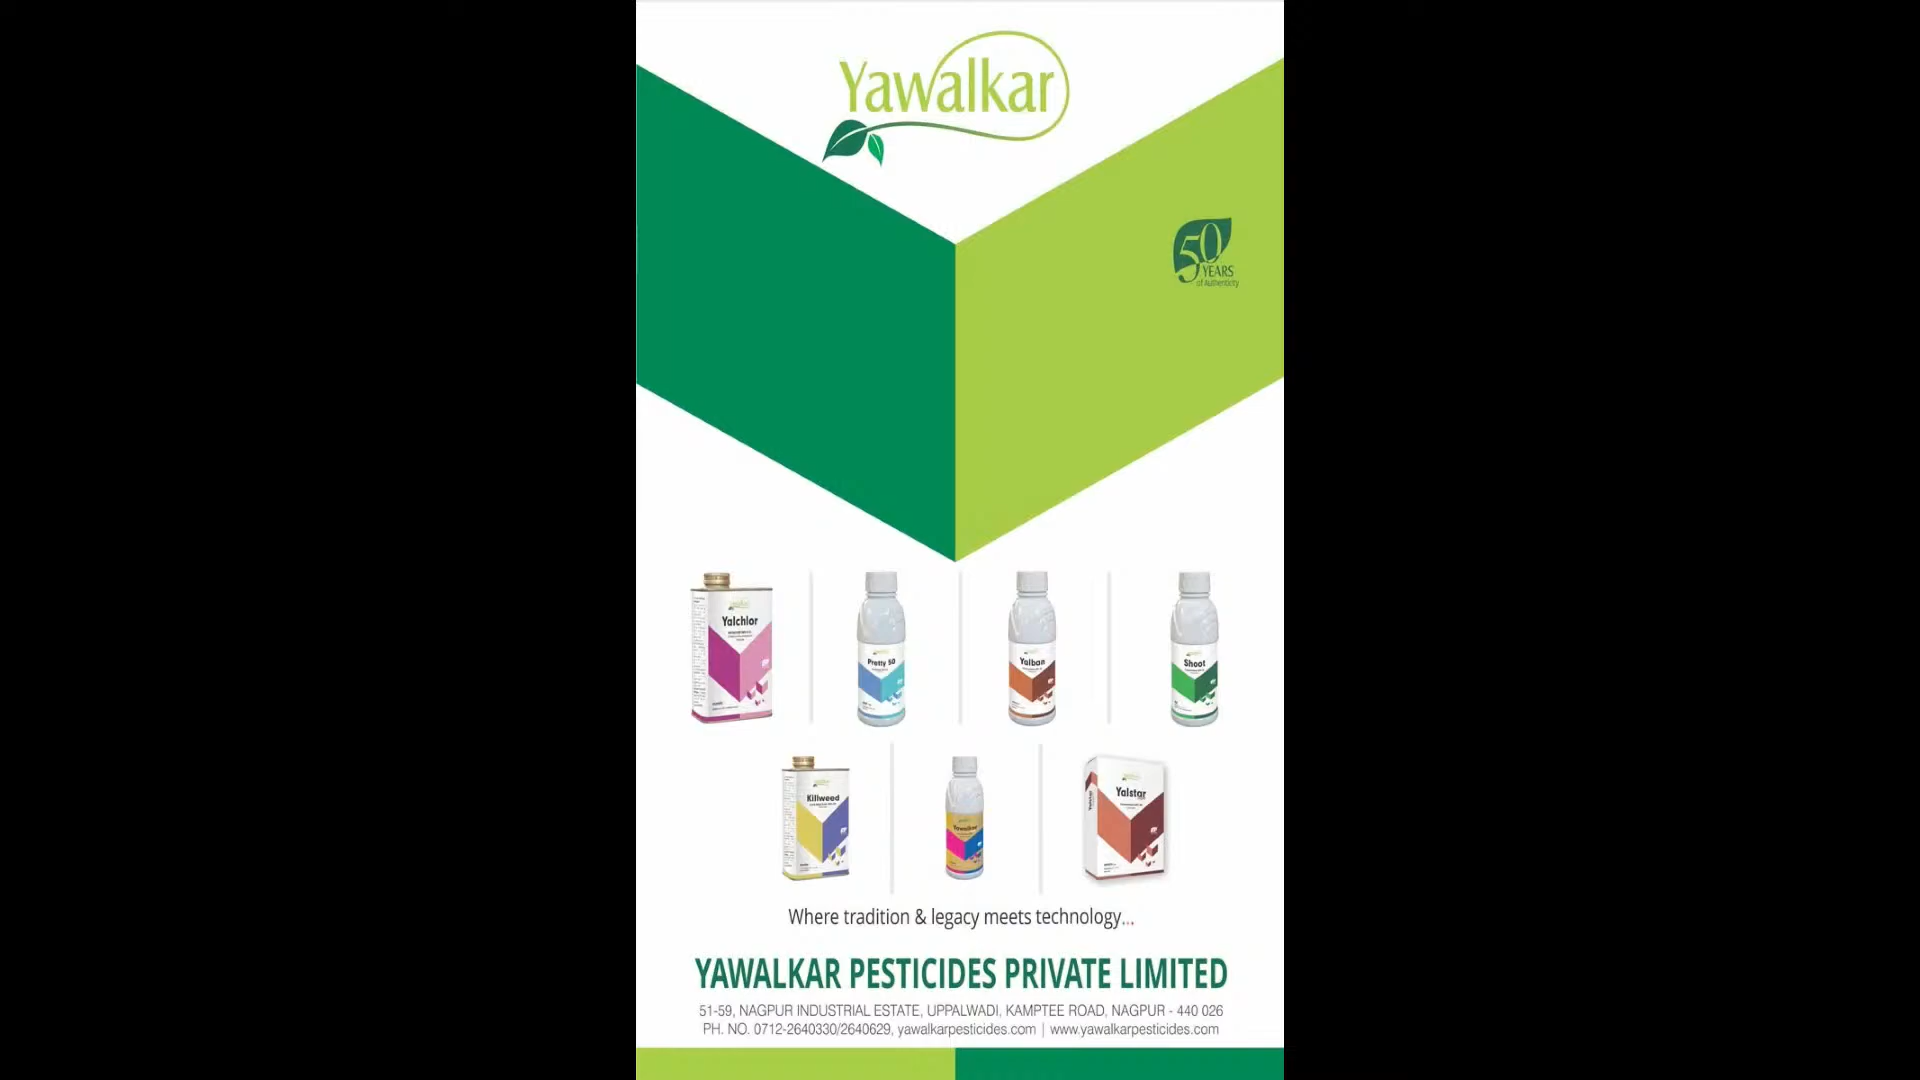 Yawalkar
50
YEARS
of Authenticity
Yalchlor
Pretty 50
Yalban
Shoot
Killweed
Yawalkar
Yalstar
Yalstar
Where tradition & legacy meets technology...
YAWALKAR PESTICIDES PRIVATE LIMITED
51-59, NAGPUR INDUSTRIAL ESTATE, UPPALWADI, KAMPTEE ROAD, NAGPUR - 440 026
PH. NO. 0712-2640330/2640629, yawalkarpesticides.com | www.yawalkarpesticides.com